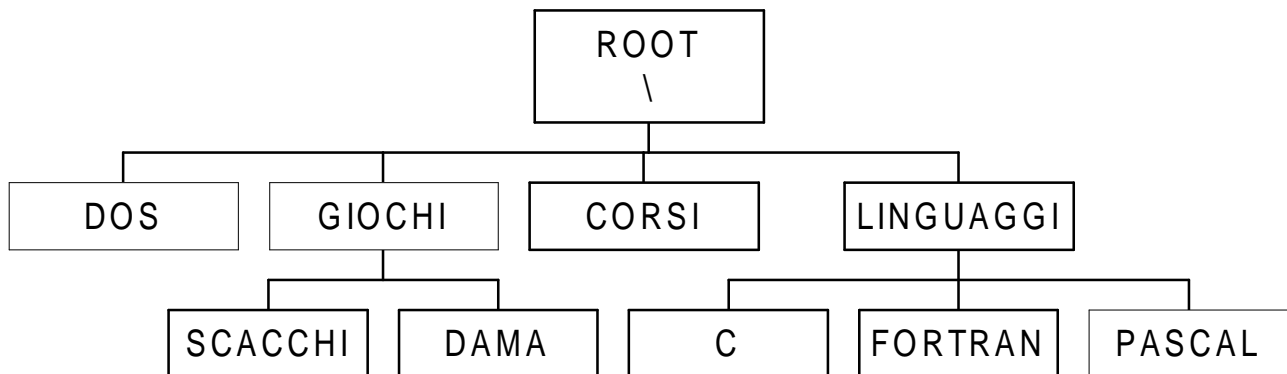 ROOT
\
DOS GIOCHI CORSI LINGUAGGI
SCACCHI DAMA C FORTRAN PASCAL